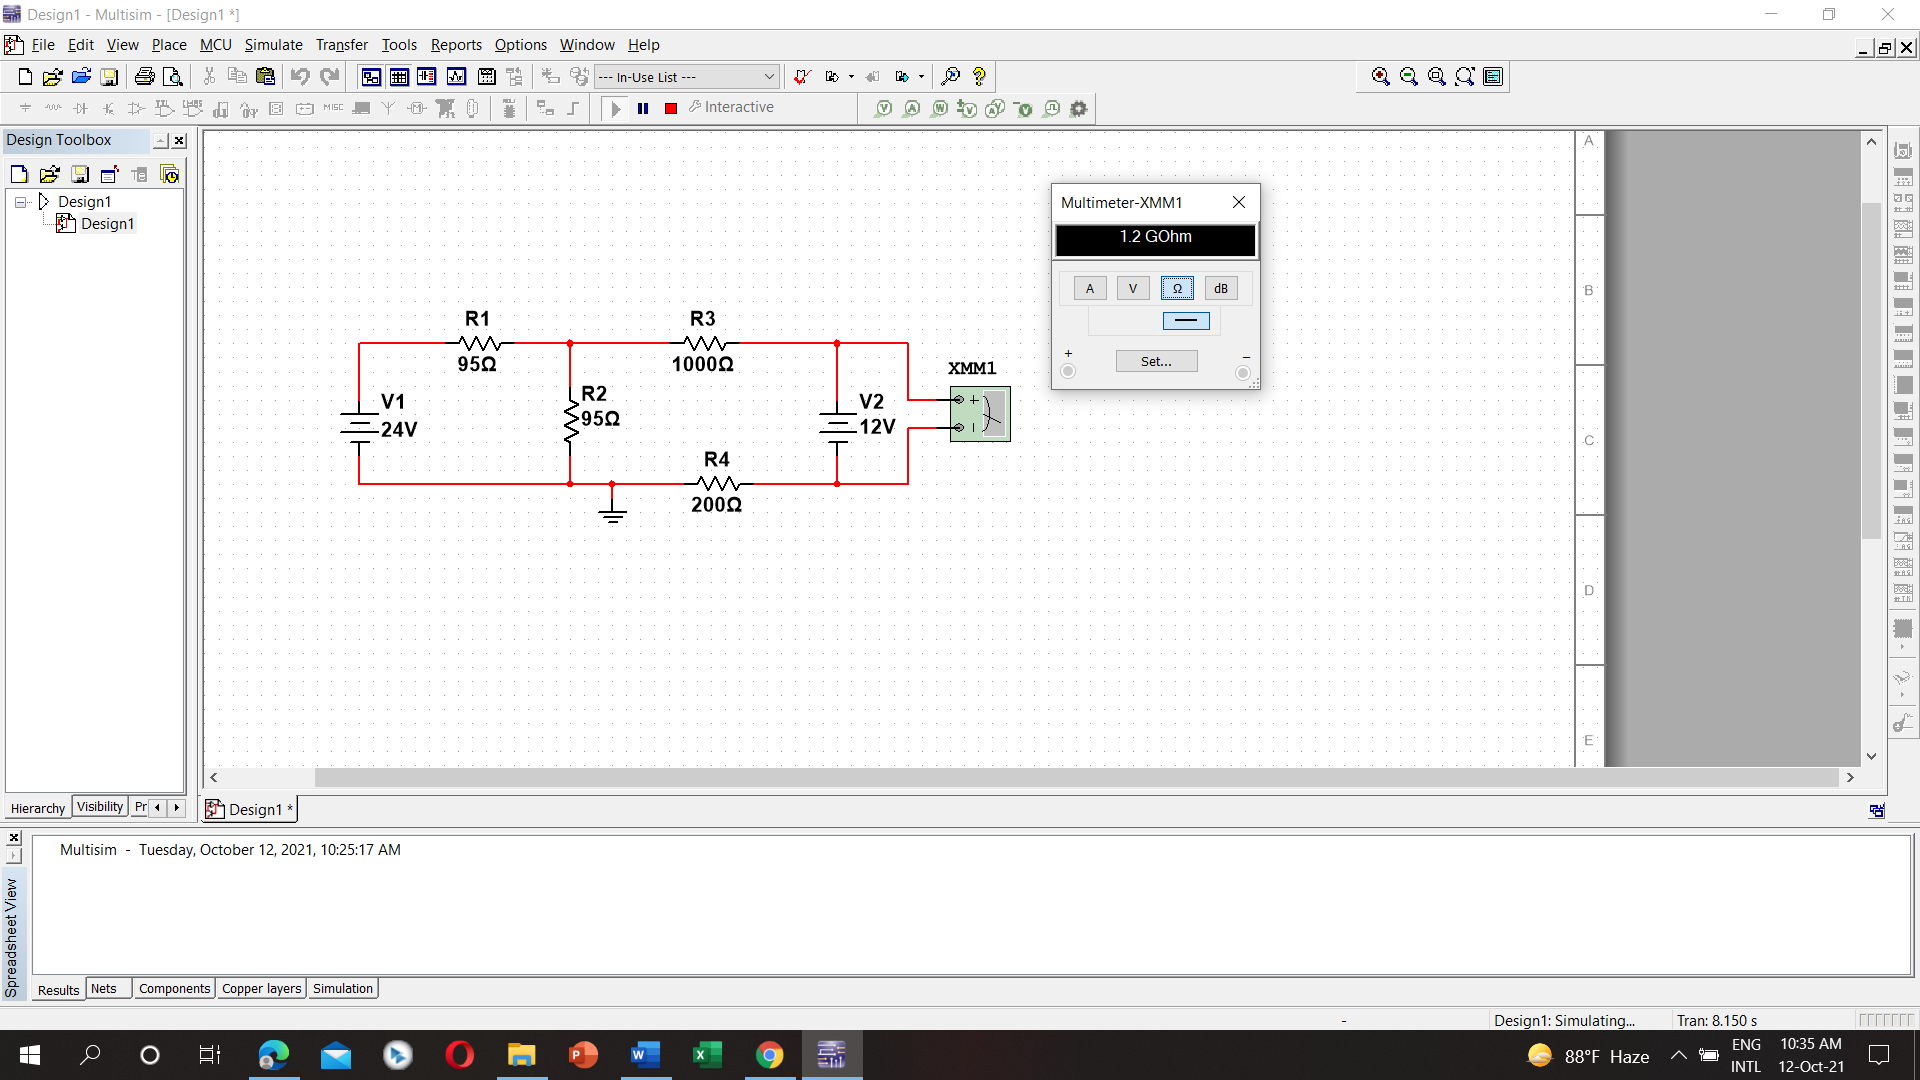 Design1 - Multisim - [Design1 *]
File Edit View Place MCU Simulate Transfer Tools Reports Options Window Help
--- In-Use List ---
MISC
Interactive
Design Toolbox
Design1
Design1
A
B
C
D
E
Multimeter-XMM1
1.2 GOhm
A V Ω dB
+ −
Set...
R1
95Ω
R3
1000Ω
XMM1
+
V1
24V
R2
95Ω
V2
12V
R4
200Ω
Hierarchy Visibility Pr
Design1 *
Multisim - Tuesday, October 12, 2021, 10:25:17 AM
Spreadsheet View
Results Nets Components Copper layers Simulation
-
Design1: Simulating... Tran: 8.150 s
88°F Haze
ENG
INTL
10:35 AM
12-Oct-21